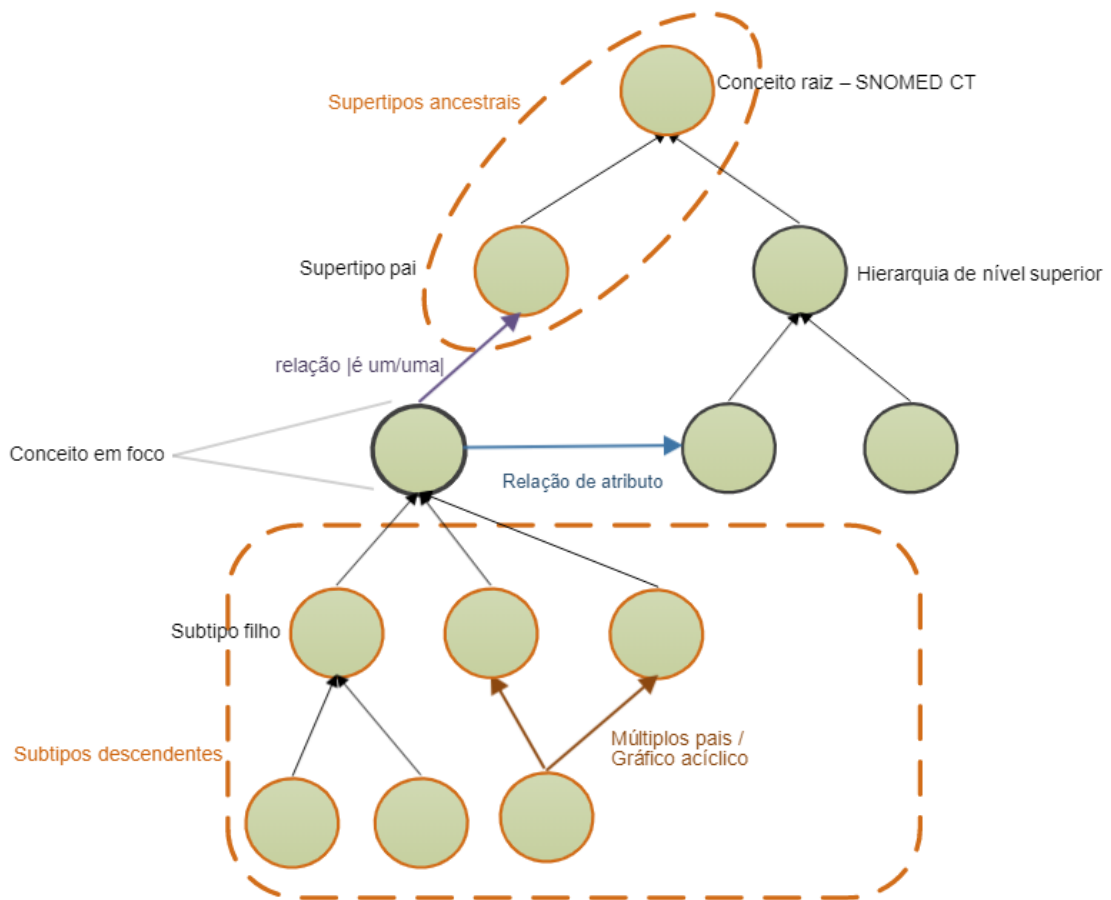 Conceito raiz – SNOMED CT
Supertipos ancestrais
Supertipo pai
Hierarquia de nível superior
relação |é um/uma|
Conceito em foco
Relação de atributo
Subtipo filho
Múltiplos pais /
Gráfico acíclico
Subtipos descendentes